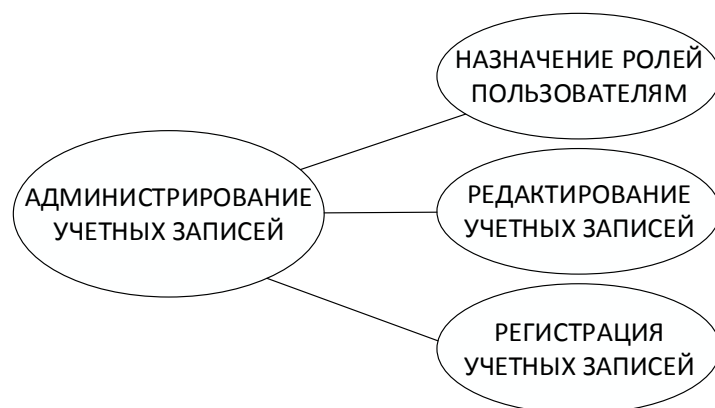 НАЗНАЧЕНИЕ РОЛЕЙ
ПОЛЬЗОВАТЕЛЯМ
АДМИНИСТРИРОВАНИЕ
УЧЕТНЫХ ЗАПИСЕЙ
РЕДАКТИРОВАНИЕ
УЧЕТНЫХ ЗАПИСЕЙ
РЕГИСТРАЦИЯ
УЧЕТНЫХ ЗАПИСЕЙ